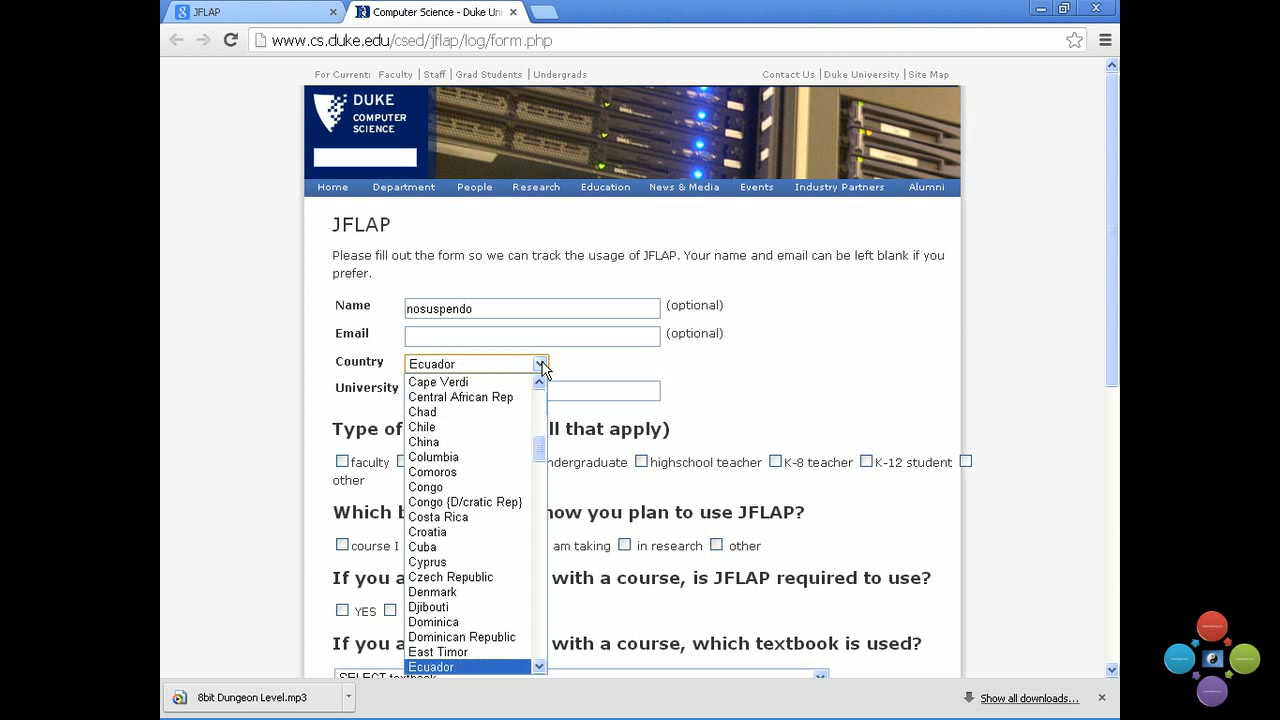 JFLAP
Computer Science - Duke Uni
www.cs.duke.edu/csed/jflap/log/form.php
For Current: Faculty | Staff | Grad Students | Undergrads
Contact Us | Duke University | Site Map
DUKE
COMPUTER
SCIENCE
Home Department People Research Education News & Media Events Industry Partners Alumni
JFLAP
Please fill out the form so we can track the usage of JFLAP. Your name and email can be left blank if you
prefer.
Name nosuspendo (optional)
Email (optional)
Country Ecuador
University
Cape Verdi
Central African Rep
Chad
Chile
China
Columbia
Comoros
Congo
Congo {D/cratic Rep}
Costa Rica
Croatia
Cuba
Cyprus
Czech Republic
Denmark
Djibouti
Dominica
Dominican Republic
East Timor
Ecuador
Type of ll that apply)
faculty ndergraduate highschool teacher K-8 teacher K-12 student
other
Which b now you plan to use JFLAP?
course I am taking in research other
If you a with a course, is JFLAP required to use?
YES
If you a with a course, which textbook is used?
SELECT textbook
8bit Dungeon Level.mp3
Show all downloads...